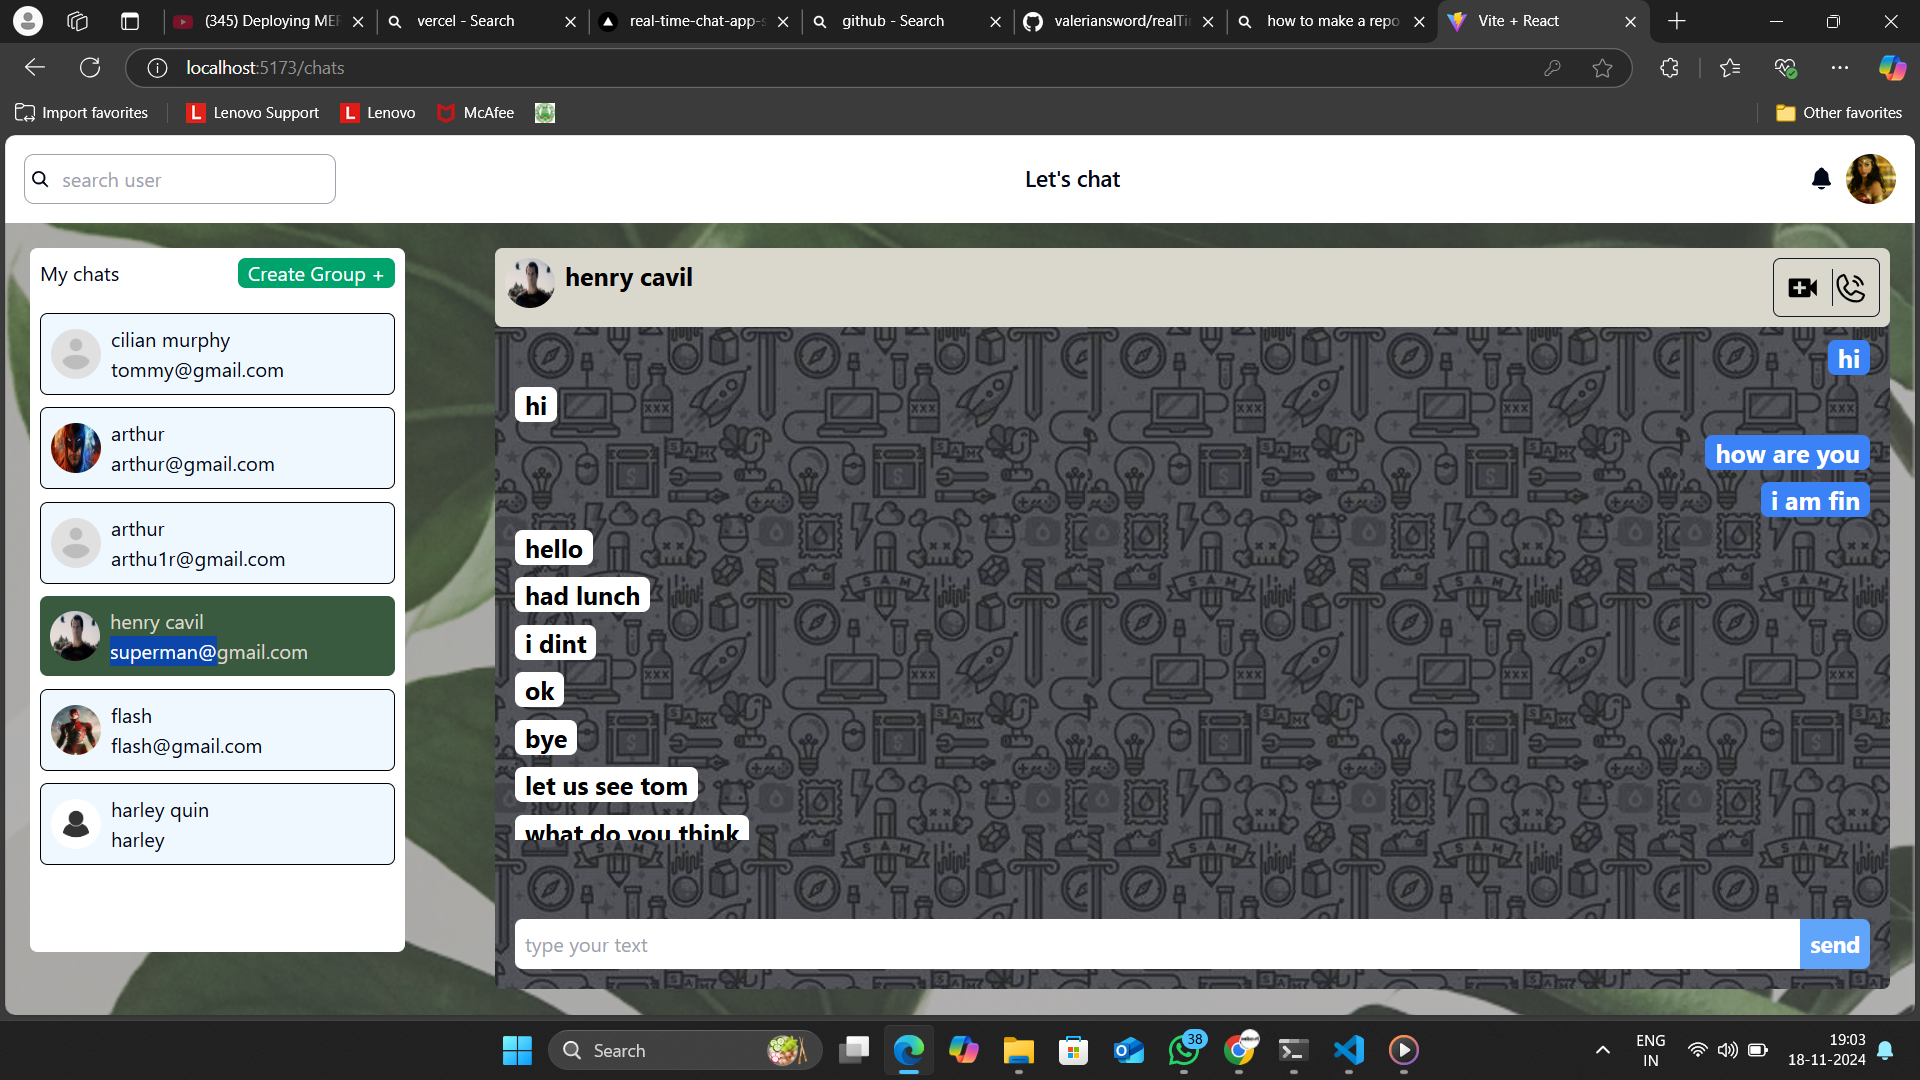 (345) Deploying MER
vercel - Search
real-time-chat-app-s
github - Search
valeriansword/realTi
how to make a repo
Vite + React
localhost:5173/chats
Import favorites
L Lenovo Support
L Lenovo
McAfee
Other favorites
search user
Let's chat
My chats
Create Group +
cilian murphy
tommy@gmail.com
arthur
arthur@gmail.com
arthur
arthu1r@gmail.com
henry cavil
superman@gmail.com
flash
flash@gmail.com
harley quin
harley
henry cavil
hi
hi
how are you
i am fin
hello
had lunch
i dint
ok
bye
let us see tom
what do you think
type your text
send
Search
38
ENG
IN
19:03
18-11-2024